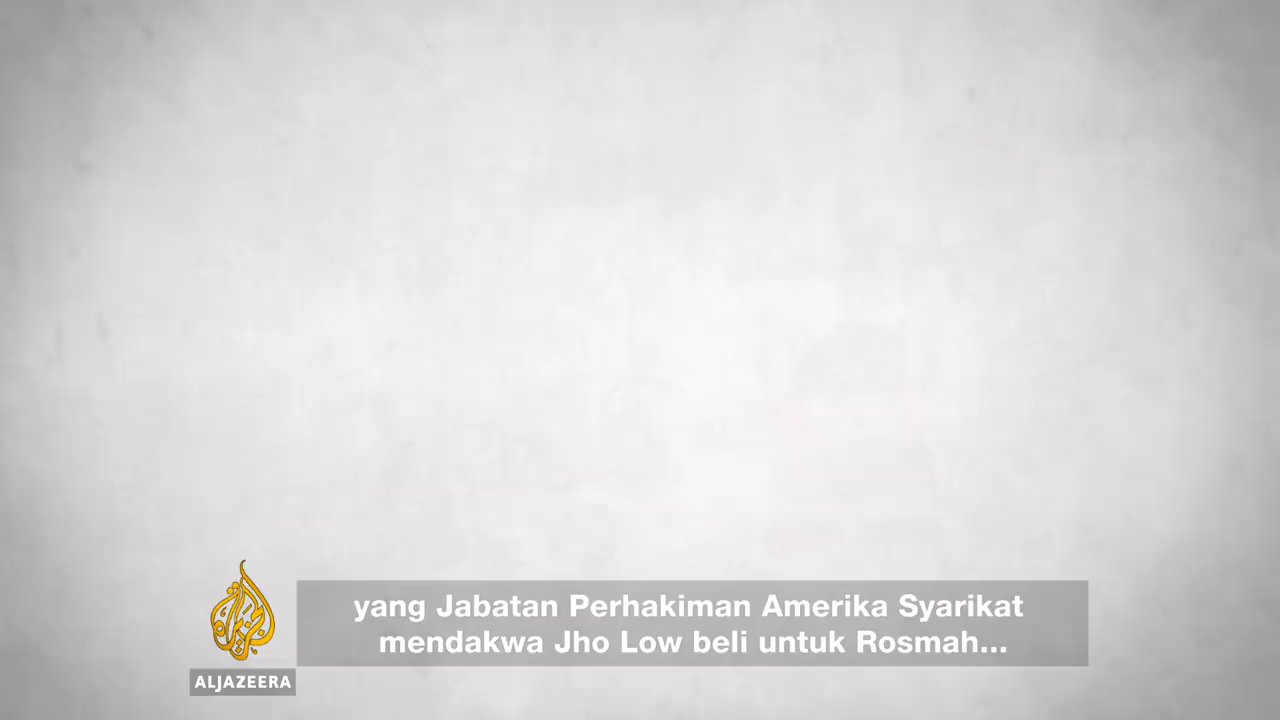 yang Jabatan Perhakiman Amerika Syarikat
mendakwa Jho Low beli untuk Rosmah...
ALJAZEERA